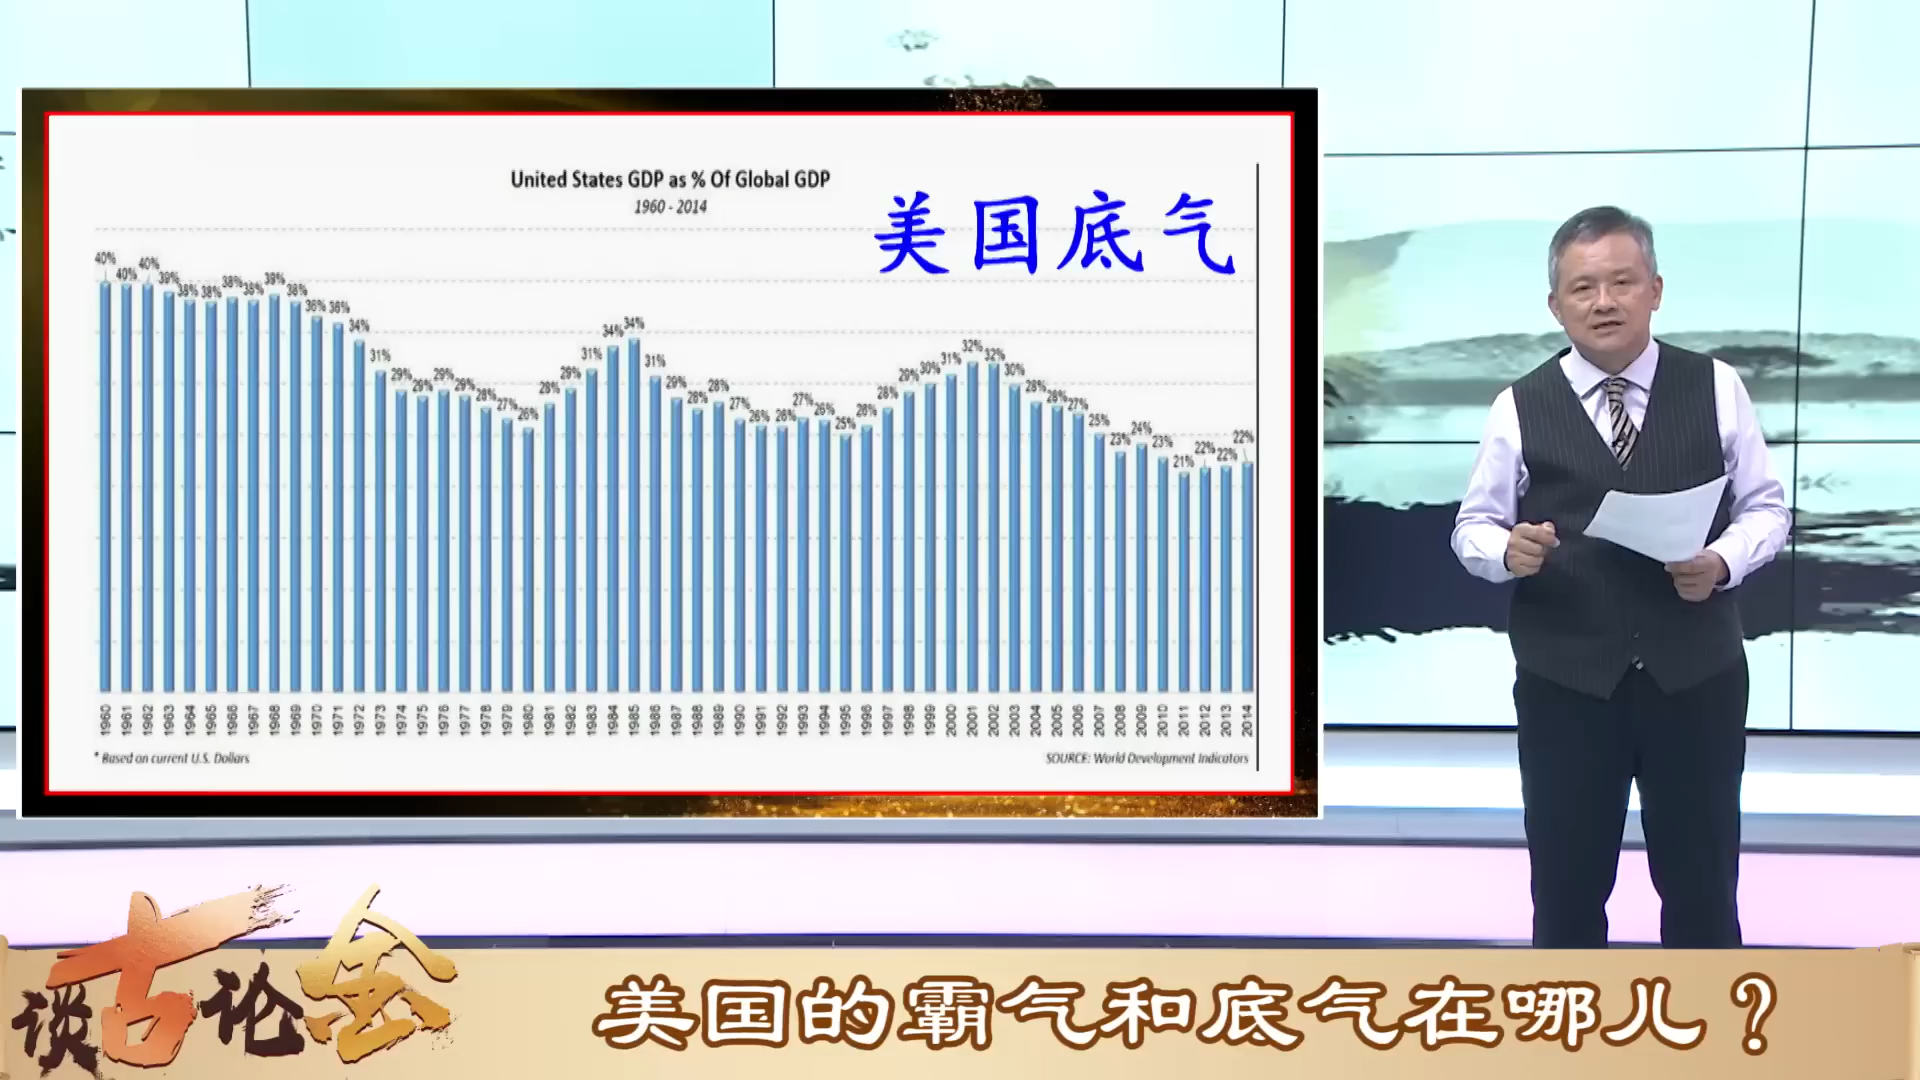 United States GDP as % Of Global GDP
1960 - 2014
美国底气
40% 40% 40% 39% 38% 38% 38% 38% 39% 38% 36% 36% 34% 31% 29% 29% 29% 29% 28% 27% 26% 28% 29% 31% 34% 34% 31% 29% 28% 28% 27% 26% 26% 27% 26% 25% 26% 28% 29% 30% 31% 32% 32% 30% 28% 28% 27% 25% 23% 24% 23% 21% 22% 22% 22%
1960 1961 1962 1963 1964 1965 1966 1967 1968 1969 1970 1971 1972 1973 1974 1975 1976 1977 1978 1979 1980 1981 1982 1983 1984 1985 1986 1987 1988 1989 1990 1991 1992 1993 1994 1995 1996 1997 1998 1999 2000 2001 2002 2003 2004 2005 2006 2007 2008 2009 2010 2011 2012 2013 2014
* Based on current U.S. Dollars
SOURCE: World Development Indicators
谈古论金
美国的霸气和底气在哪儿？